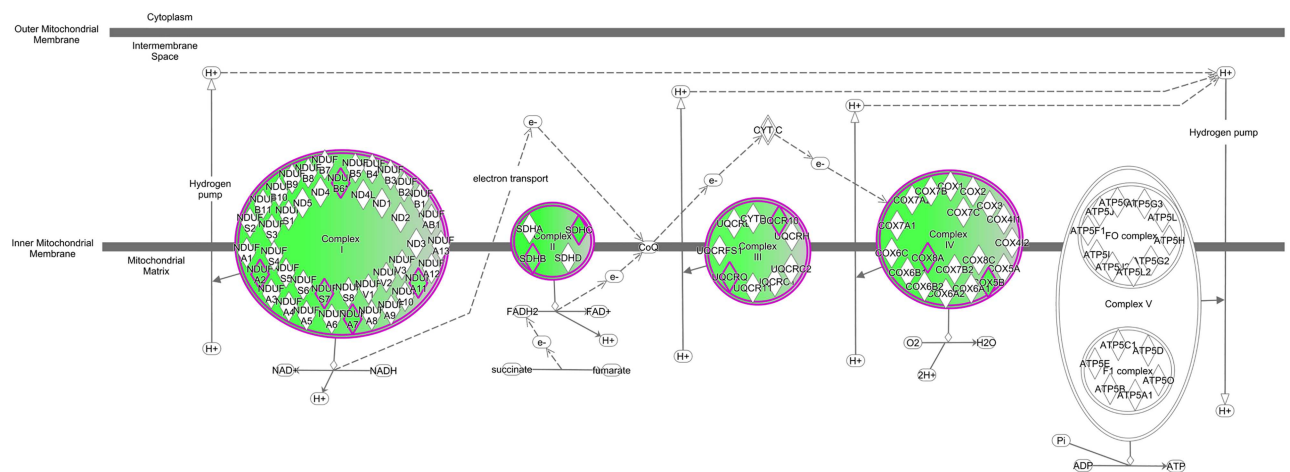 Cytoplasm
Outer Mitochondrial
Membrane
Intermembrane
Space
H+
H+
H+
H+
Hydrogen pump
Hydrogen
pump
electron transport
e-
e-
CYT C
e-
NDUF
B11
NDUF
B10
NDUF
B9
NDUF
B8
NDUF
B7
NDUF
B6
NDUF
B5
NDUF
B4
NDUF
B3
NDUF
B2
NDUF
B1
NDUF
AB1
NDUF
A13
NDUF
S2
NDUF
S3
NDUF
S1
ND5
ND4
ND4L
ND1
ND2
ND3
Complex
I
NDUF
A1
NDUF
A2
NDUF
A3
NDUF
A4
NDUF
A5
NDUF
A6
NDUF
A7
NDUF
A8
NDUF
A9
NDUF
A10
NDUF
A11
NDUF
A12
NDUF
S4
NDUF
S5
NDUF
S6
NDUF
S7
NDUF
S8
NDUF
V1
NDUF
V2
NDUF
V3
Inner Mitochondrial
Membrane
Mitochondrial
Matrix
SDHA
SDHC
Complex
II
SDHB
SDHD
CoQ
UQCR10
UQCRH
UQCRFS1
Complex
III
UQCRC2
UQCRQ
UQCR11
COX7B
COX1
COX2
COX3
COX7A1
COX7C
COX4I1
COX4I2
Complex
IV
COX6C
COX8A
COX8C
COX5A
COX7B2
COX5B
COX6B2
COX6A2
COX6A1
ATP5J
ATP5G3
ATP5L
ATP5F1
FO complex
ATP5H
ATP5I
ATP5G2
ATP5L2
Complex V
ATP5C1
ATP5D
ATP5E
F1 complex
ATP5O
ATP5B
ATP5A1
H+
NAD+
NADH
H+
FADH2
FAD+
H+
e-
e-
succinate
fumarate
H+
H+
O2
H2O
2H+
H+
Pi
ADP
ATP